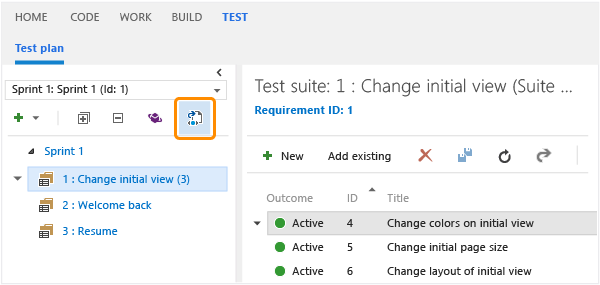 HOME CODE WORK BUILD TEST
Test plan
Sprint 1: Sprint 1 (Id: 1)
Sprint 1
1 : Change initial view (3)
2 : Welcome back
3 : Resume
Test suite: 1 : Change initial view (Suite ...
Requirement ID: 1
New Add existing
Outcome ID Title
Active 4 Change colors on initial view
Active 5 Change initial page size
Active 6 Change layout of initial view